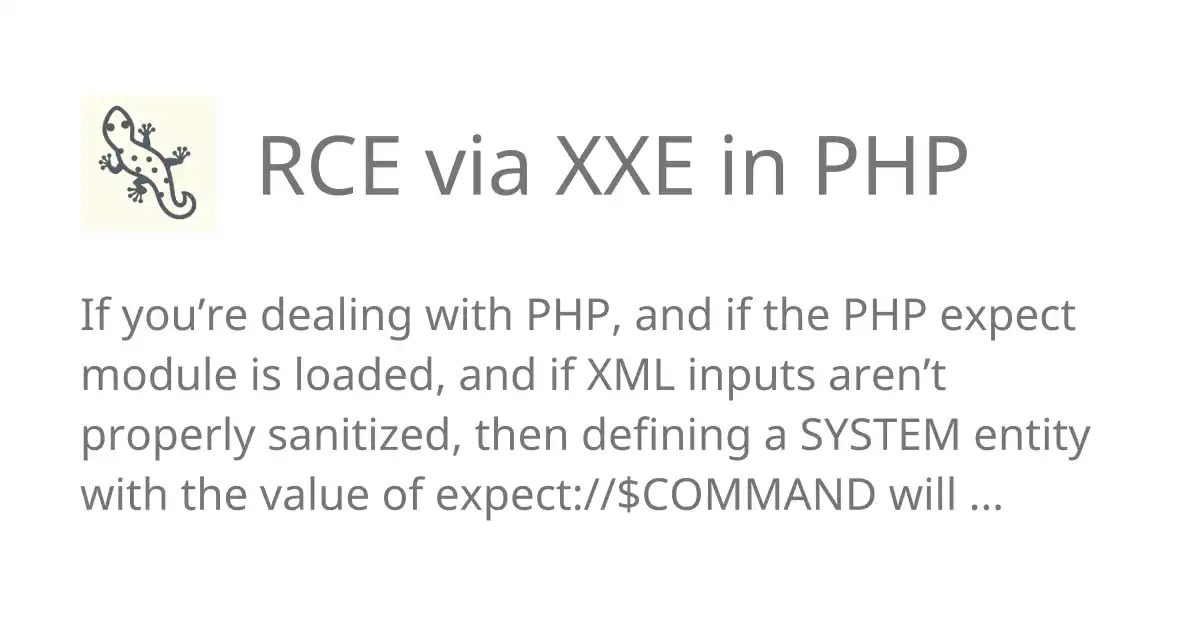 RCE via XXE in PHP
If you’re dealing with PHP, and if the PHP expect
module is loaded, and if XML inputs aren’t
properly sanitized, then defining a SYSTEM entity
with the value of expect://$COMMAND will ...